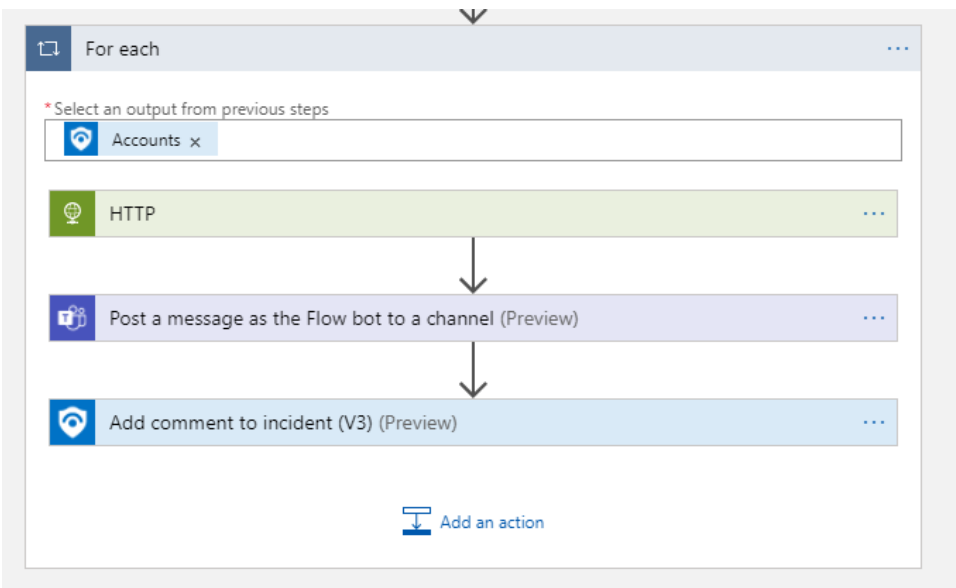 For each
* Select an output from previous steps
Accounts ×
HTTP
Post a message as the Flow bot to a channel (Preview)
Add comment to incident (V3) (Preview)
Add an action